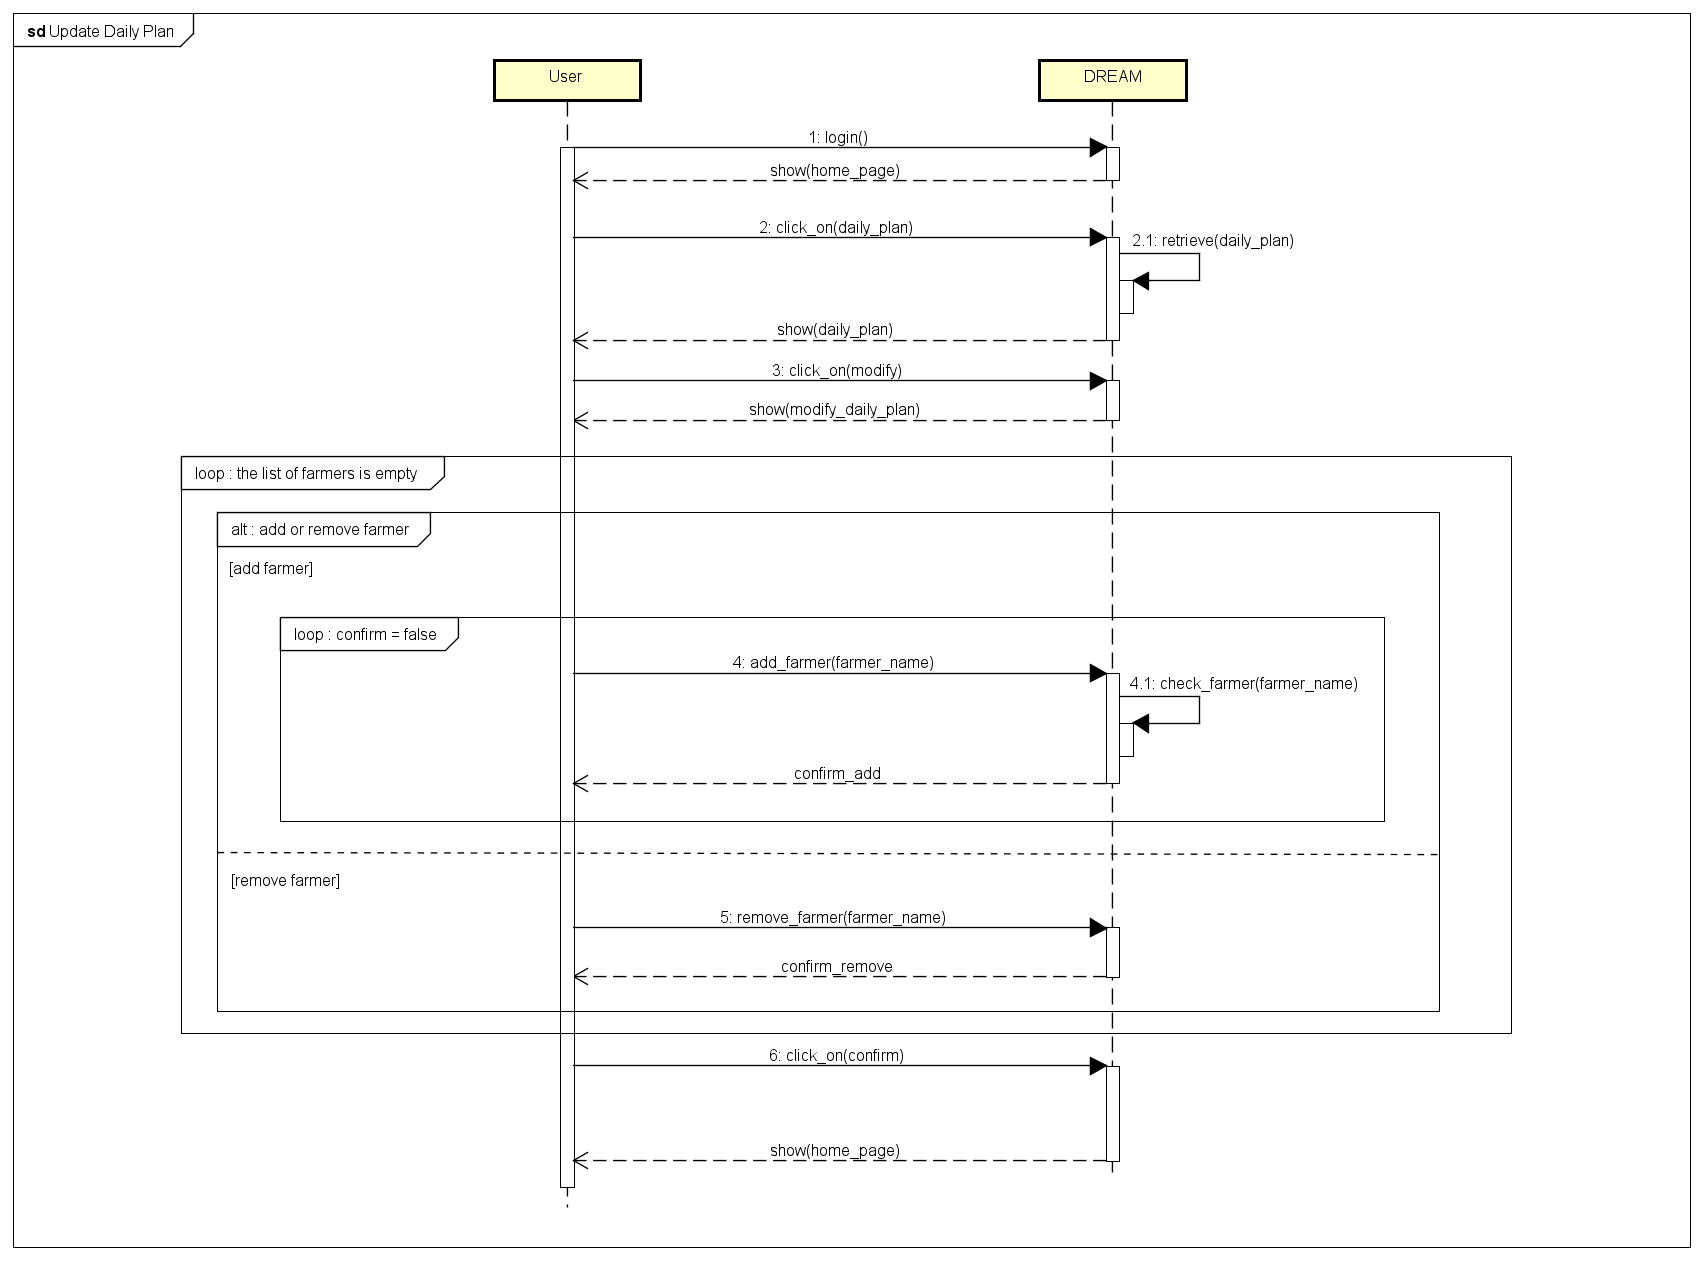 sd Update Daily Plan
User
DREAM
1: login()
show(home_page)
2: click_on(daily_plan)
2.1: retrieve(daily_plan)
show(daily_plan)
3: click_on(modify)
show(modify_daily_plan)
loop : the list of farmers is empty
alt : add or remove farmer
[add farmer]
loop : confirm = false
4: add_farmer(farmer_name)
4.1: check_farmer(farmer_name)
confirm_add
[remove farmer]
5: remove_farmer(farmer_name)
confirm_remove
6: click_on(confirm)
show(home_page)